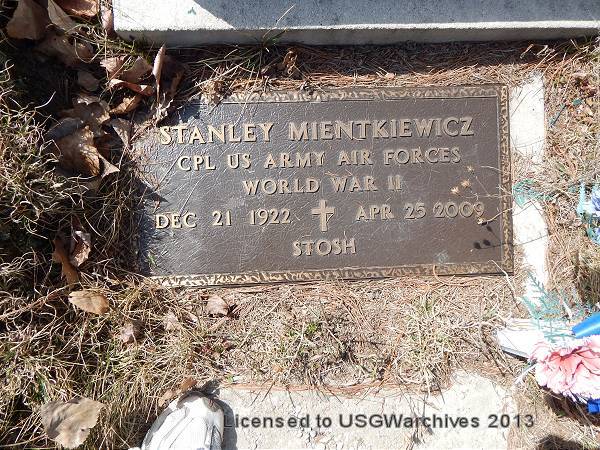 STANLEY MIENTKIEWICZ
CPL US ARMY AIR FORCES
WORLD WAR II
DEC 21 1922 APR 25 2009
STOSH
Licensed to USGWarchives 2013